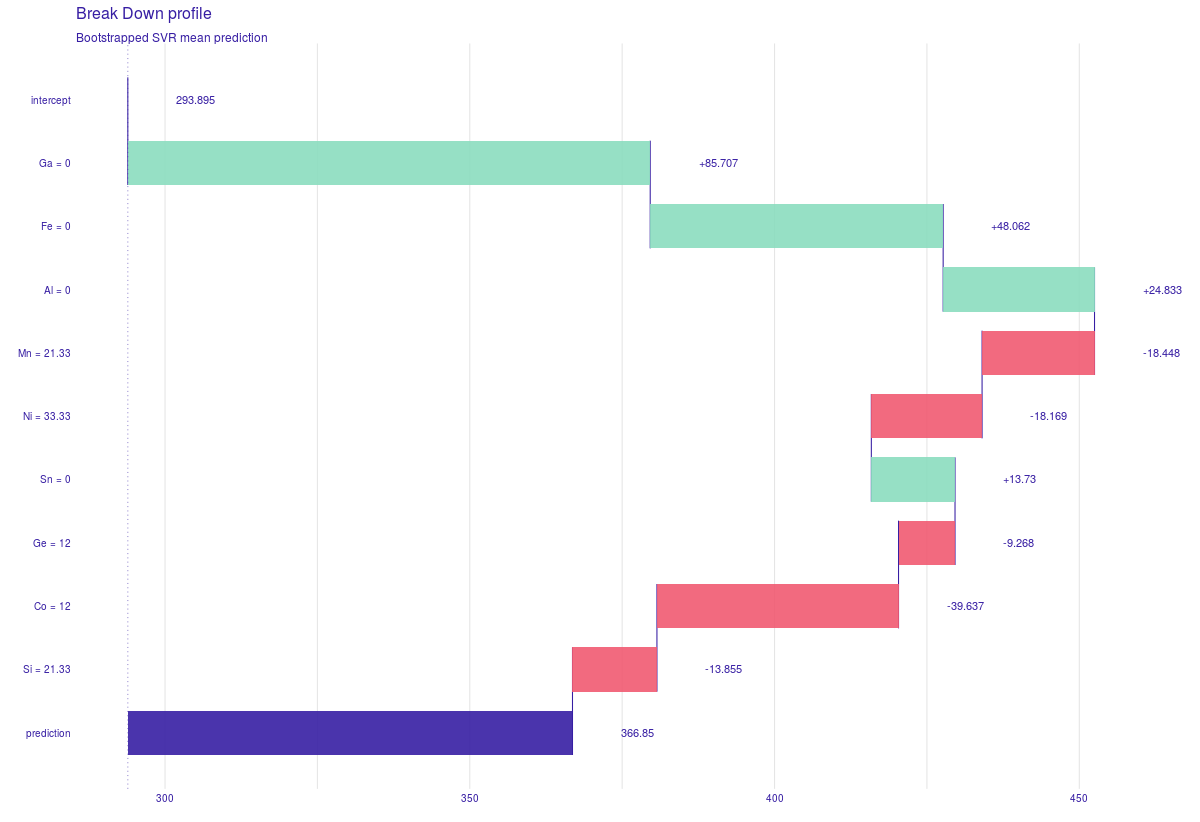 Break Down profile
Bootstrapped SVR mean prediction
intercept 293.895
Ga = 0 +85.707
Fe = 0 +48.062
Al = 0 +24.833
Mn = 21.33 -18.448
Ni = 33.33 -18.169
Sn = 0 +13.73
Ge = 12 -9.268
Co = 12 -39.637
Si = 21.33 -13.855
prediction 366.85
300 350 400 450